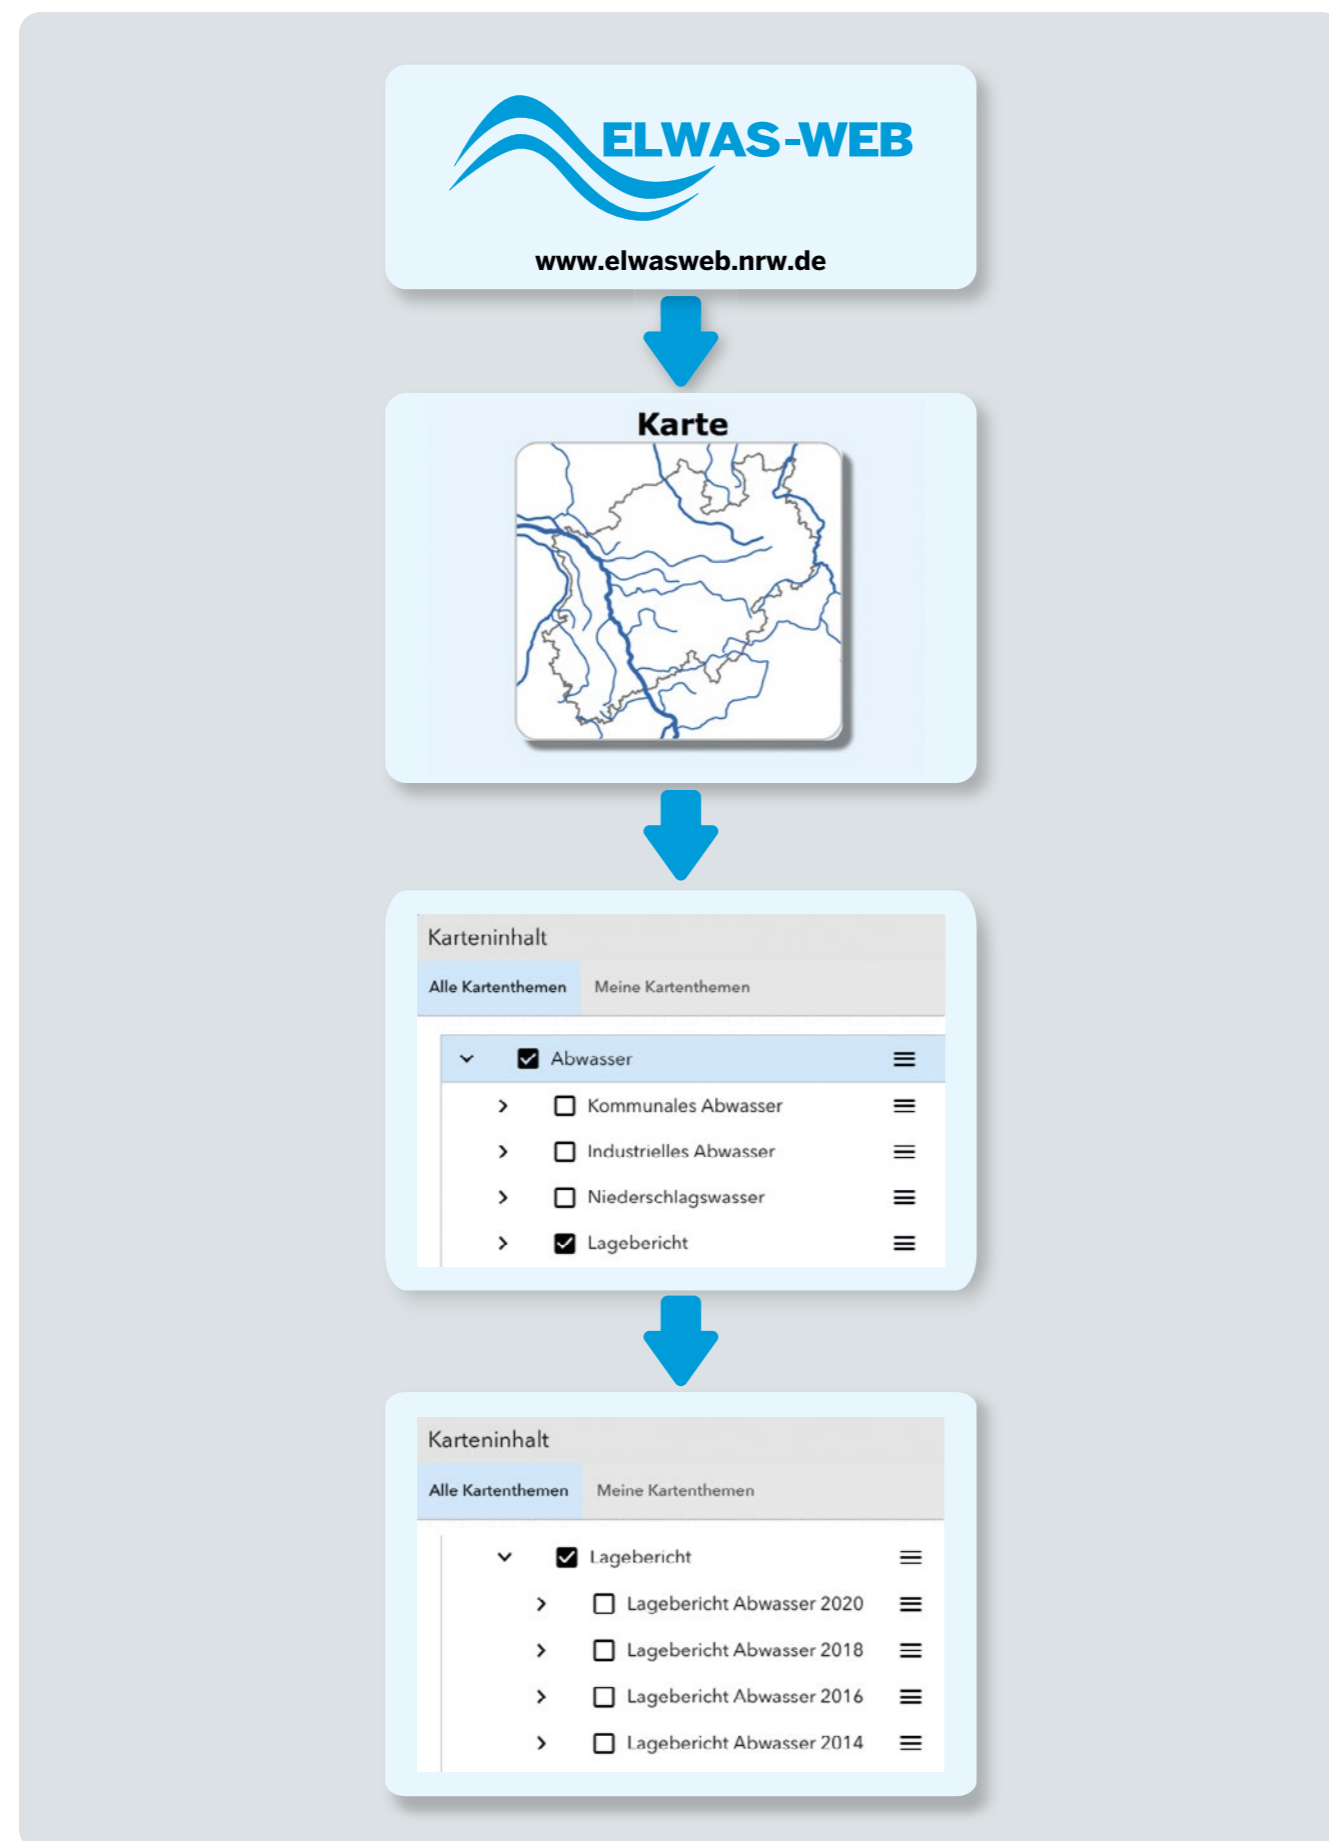 ELWAS-WEB
www.elwasweb.nrw.de
Karte
Karteninhalt
Alle Kartenthemen Meine Kartenthemen
Abwasser
Kommunales Abwasser
Industrielles Abwasser
Niederschlagswasser
Lagebericht
Karteninhalt
Alle Kartenthemen Meine Kartenthemen
Lagebericht
Lagebericht Abwasser 2020
Lagebericht Abwasser 2018
Lagebericht Abwasser 2016
Lagebericht Abwasser 2014